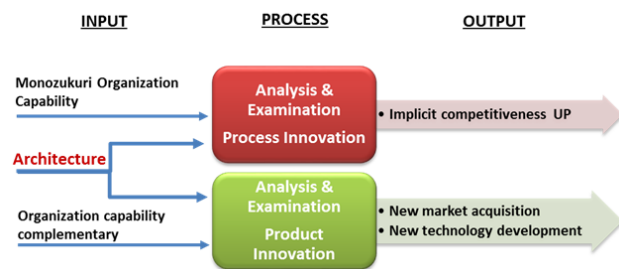 INPUT
PROCESS
OUTPUT
Monozukuri Organization
Capability
Architecture
Organization capability
complementary
Analysis &
Examination
Process Innovation
Analysis &
Examination
Product
Innovation
• Implicit competitiveness UP
• New market acquisition
• New technology development